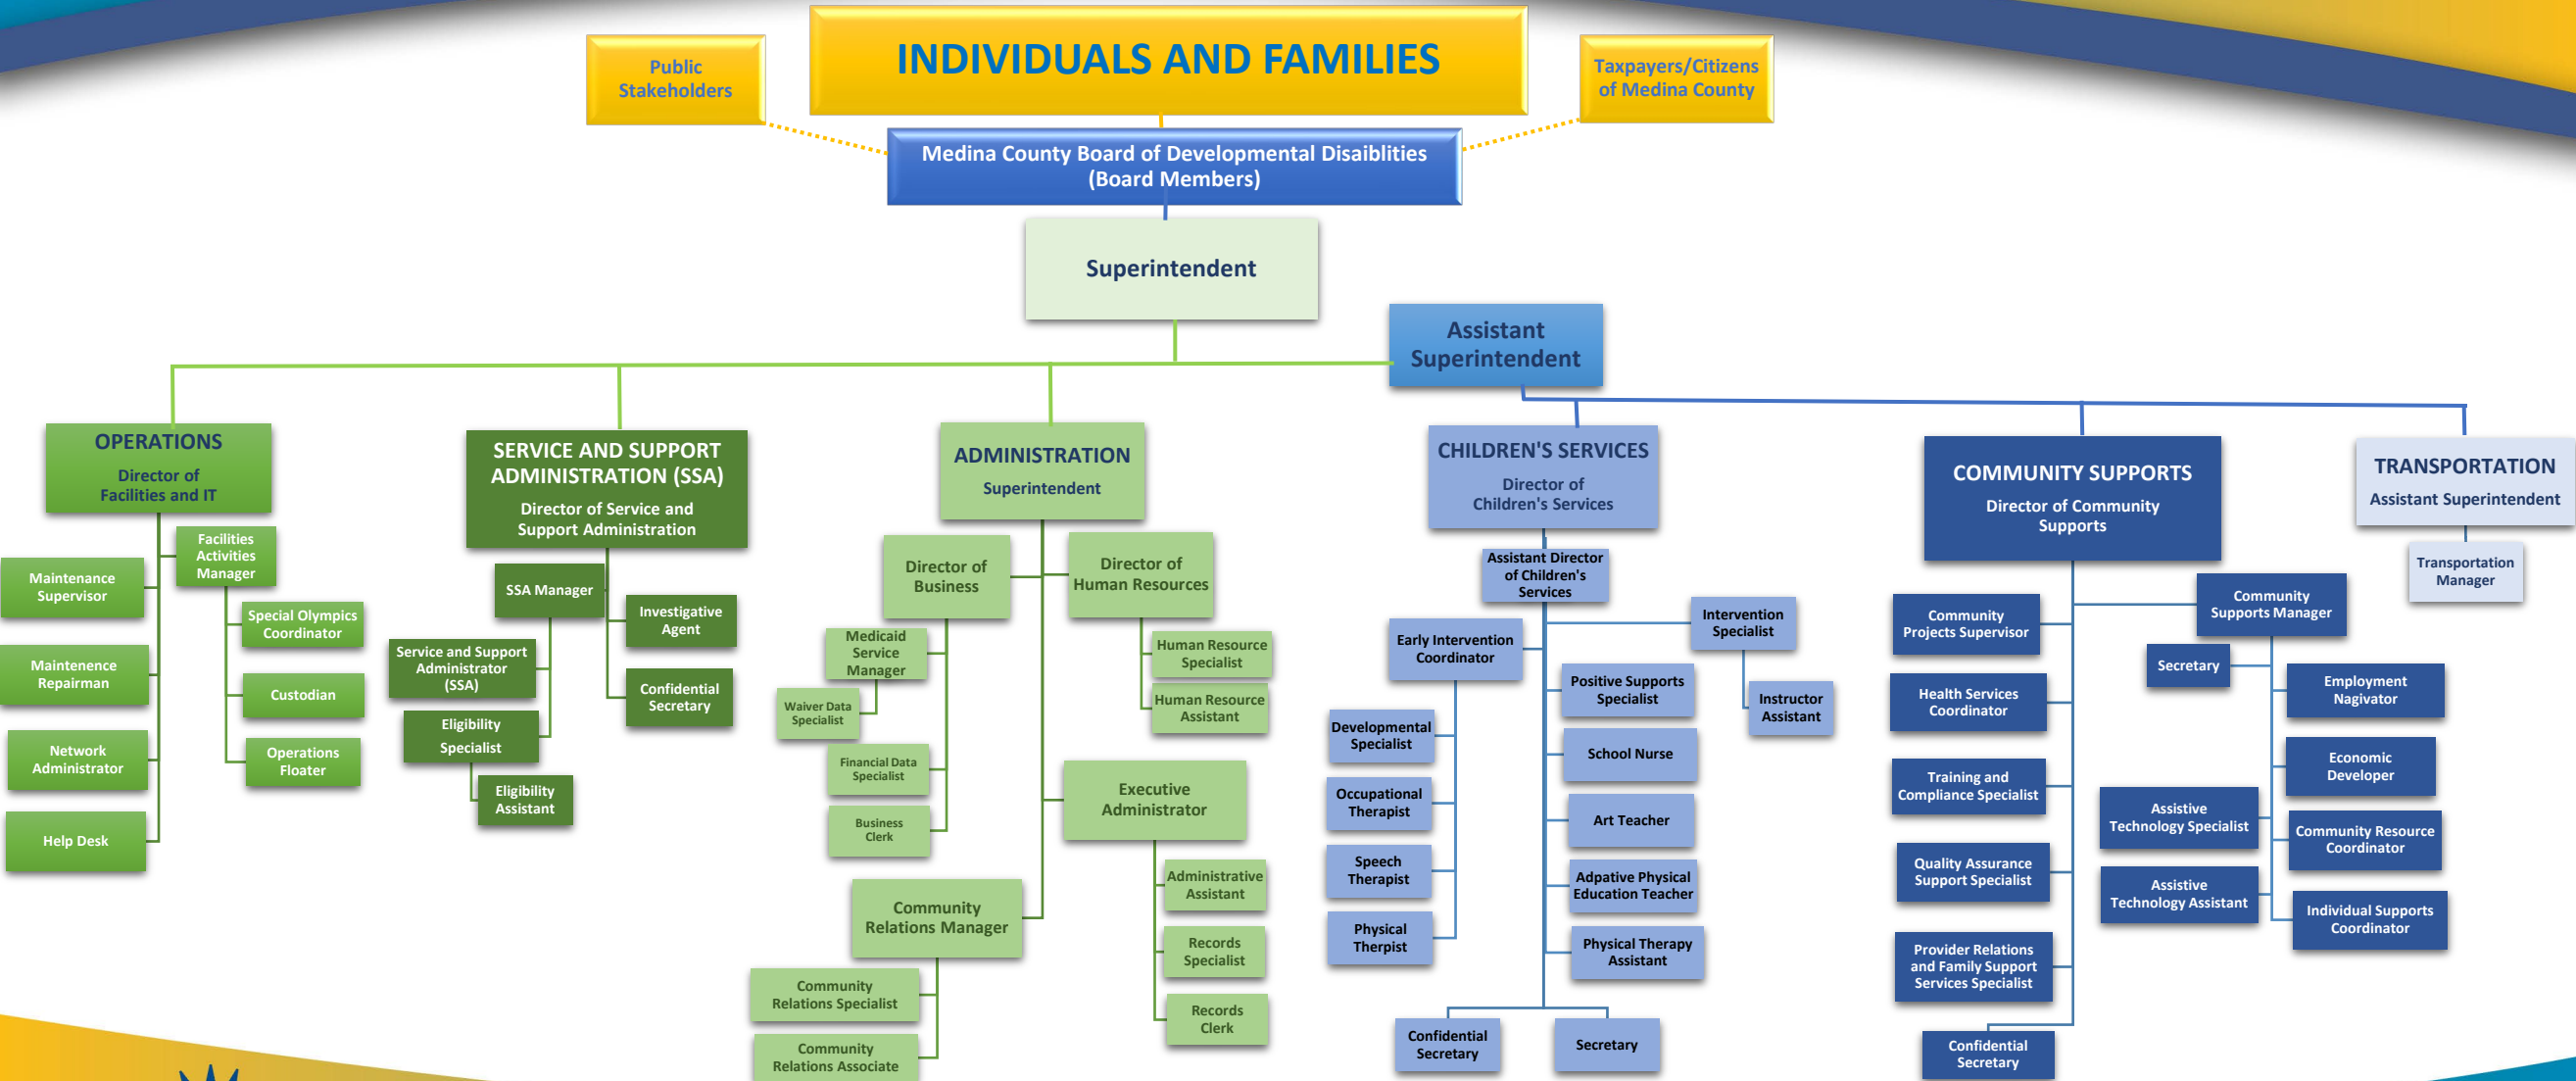 INDIVIDUALS AND FAMILIES
Public
Stakeholders
Taxpayers/Citizens
of Medina County
Medina County Board of Developmental Disaiblities
(Board Members)
Superintendent
Assistant
Superintendent
OPERATIONS
Director of
Facilities and IT
Facilities
Activities
Manager
Maintenance
Supervisor
Special Olympics
Coordinator
Maintenence
Repairman
Custodian
Network
Administrator
Operations
Floater
Help Desk
SERVICE AND SUPPORT
ADMINISTRATION (SSA)
Director of Service and
Support Administration
SSA Manager
Investigative
Agent
Service and Support
Administrator
(SSA)
Confidential
Secretary
Eligibility
Specialist
Eligibility
Assistant
ADMINISTRATION
Superintendent
Director of
Business
Director of
Human Resources
Medicaid
Service
Manager
Human Resource
Specialist
Waiver Data
Specialist
Human Resource
Assistant
Financial Data
Specialist
Business
Clerk
Executive
Administrator
Administrative
Assistant
Records
Specialist
Records
Clerk
Community
Relations Manager
Community
Relations Specialist
Community
Relations Associate
CHILDREN'S SERVICES
Director of
Children's Services
Assistant Director
of Children's
Services
Early Intervention
Coordinator
Intervention
Specialist
Positive Supports
Specialist
Instructor
Assistant
Developmental
Specialist
School Nurse
Occupational
Therapist
Art Teacher
Speech
Therapist
Adpative Physical
Education Teacher
Physical
Therpist
Physical Therapy
Assistant
Confidential
Secretary
Secretary
COMMUNITY SUPPORTS
Director of Community
Supports
Community
Projects Supervisor
Community
Supports Manager
Secretary
Health Services
Coordinator
Employment
Nagivator
Training and
Compliance Specialist
Economic
Developer
Assistive
Technology Specialist
Community Resource
Coordinator
Quality Assurance
Support Specialist
Assistive
Technology Assistant
Individual Supports
Coordinator
Provider Relations
and Family Support
Services Specialist
Confidential
Secretary
TRANSPORTATION
Assistant Superintendent
Transportation
Manager